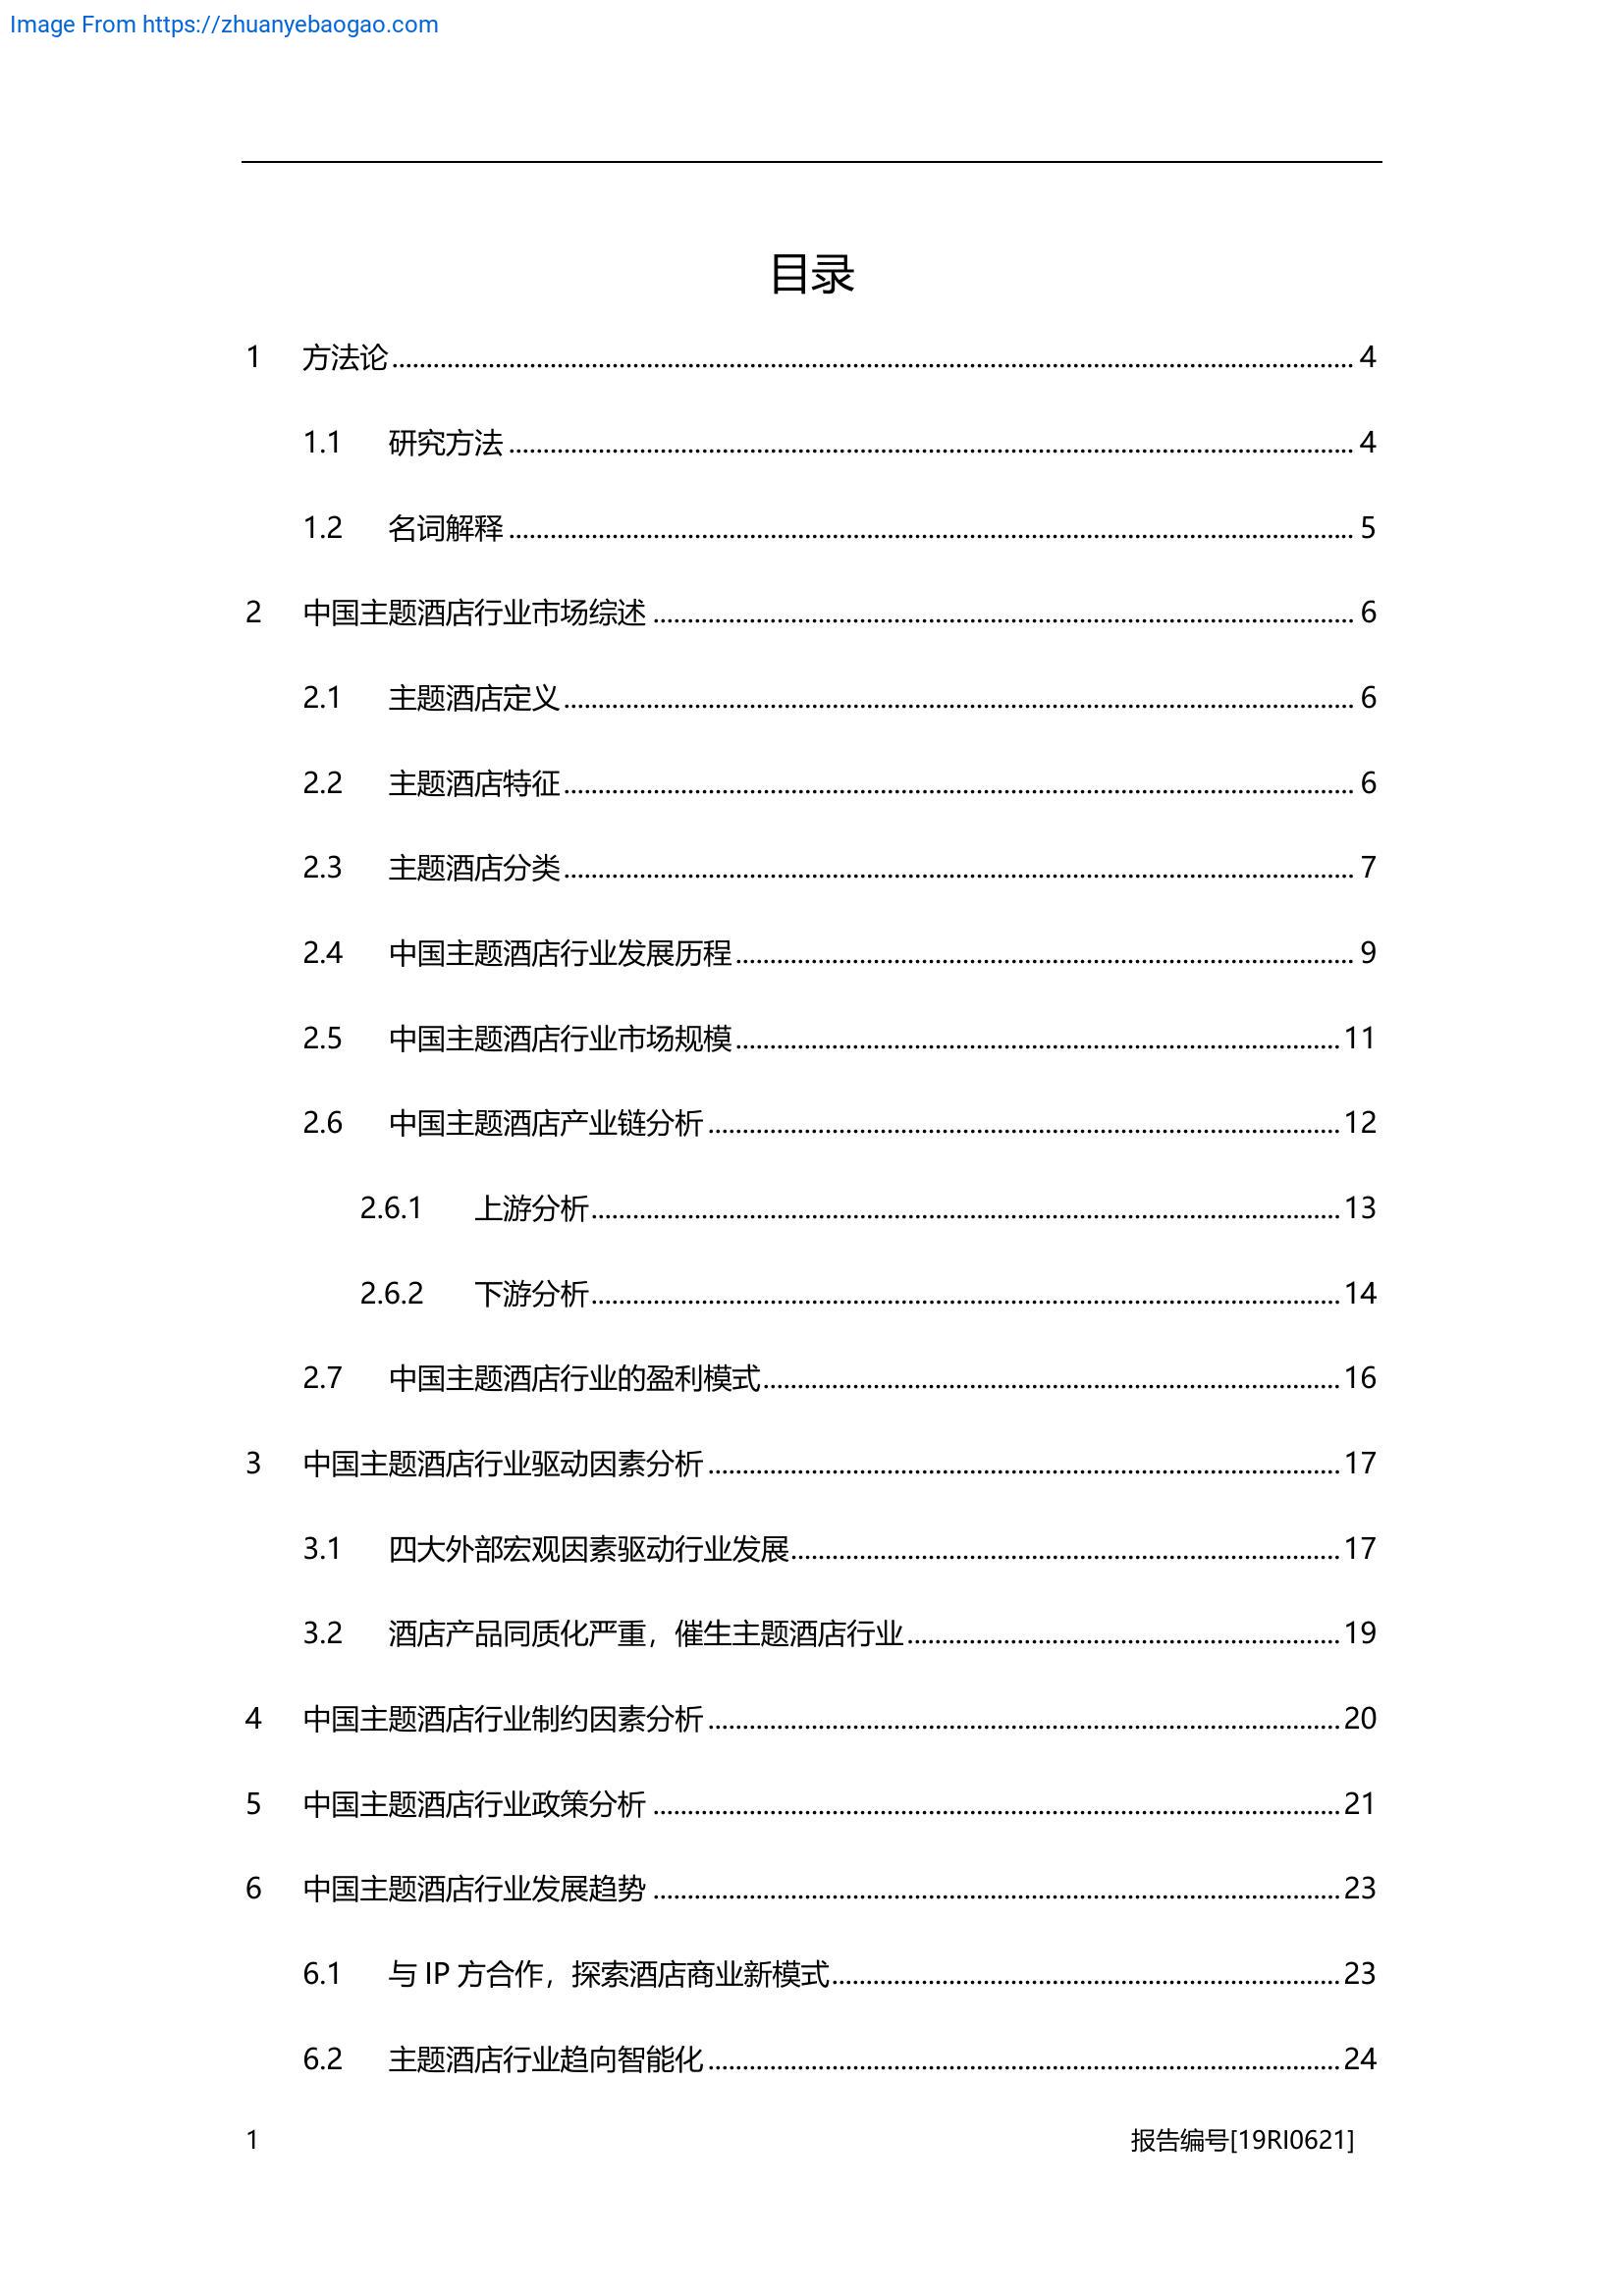 Image From https://zhuanyebaogao.com
目录
1 方法论 4
1.1 研究方法 4
1.2 名词解释 5
2 中国主题酒店行业市场综述 6
2.1 主题酒店定义 6
2.2 主题酒店特征 6
2.3 主题酒店分类 7
2.4 中国主题酒店行业发展历程 9
2.5 中国主题酒店行业市场规模 11
2.6 中国主题酒店产业链分析 12
2.6.1 上游分析 13
2.6.2 下游分析 14
2.7 中国主题酒店行业的盈利模式 16
3 中国主题酒店行业驱动因素分析 17
3.1 四大外部宏观因素驱动行业发展 17
3.2 酒店产品同质化严重，催生主题酒店行业 19
4 中国主题酒店行业制约因素分析 20
5 中国主题酒店行业政策分析 21
6 中国主题酒店行业发展趋势 23
6.1 与 IP 方合作，探索酒店商业新模式 23
6.2 主题酒店行业趋向智能化 24
1 报告编号[19RI0621]